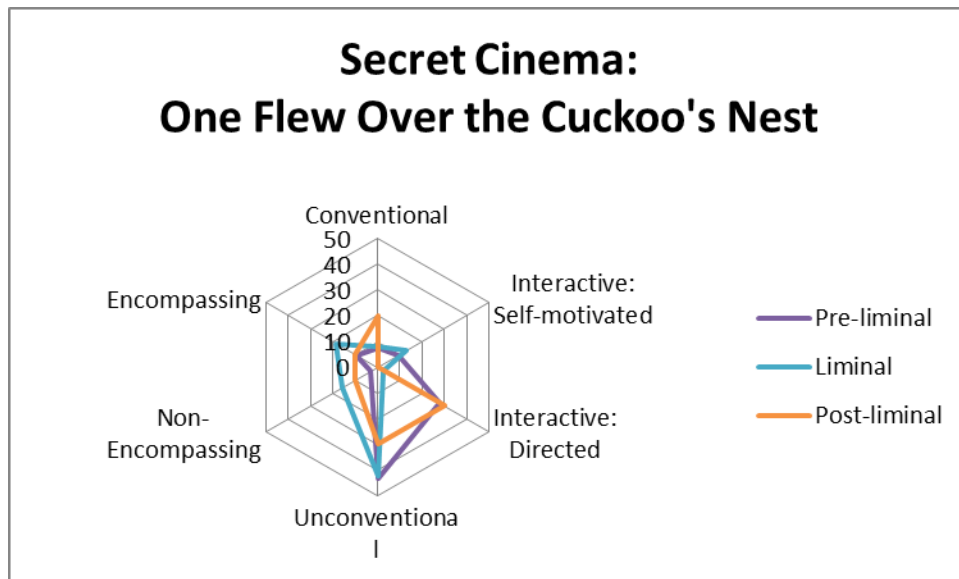 Secret Cinema:
One Flew Over the Cuckoo's Nest
Conventional
50
40
30
20
10
0
Interactive:
Self-motivated
Interactive:
Directed
Unconventiona
l
Non-
Encompassing
Encompassing
Pre-liminal
Liminal
Post-liminal